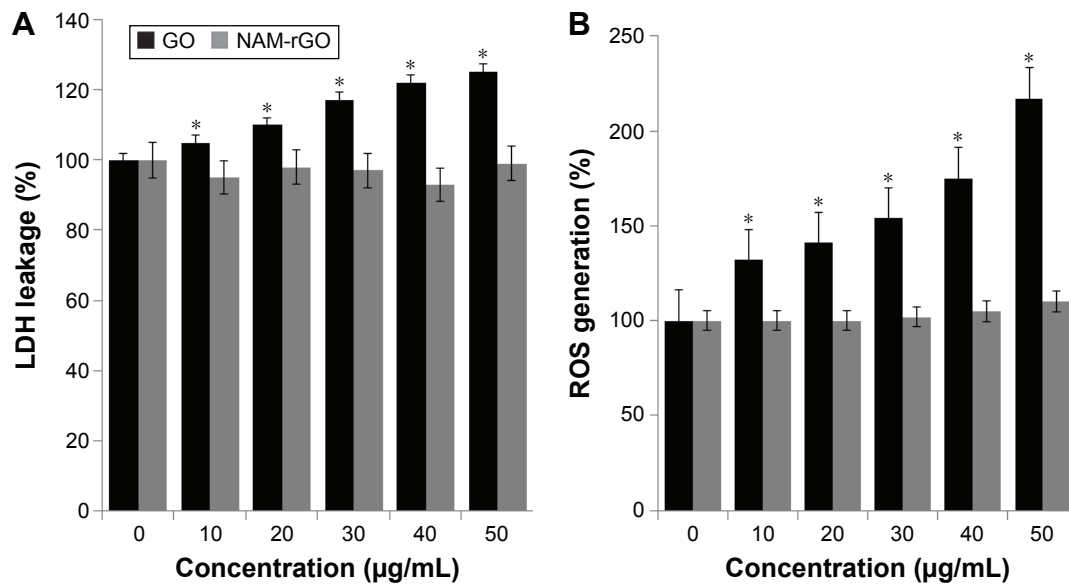 A
GO NAM-rGO
LDH leakage (%)
140
120
100
80
60
40
20
0
* * * * *
0 10 20 30 40 50
Concentration (µg/mL)
B
ROS generation (%)
250
200
150
100
50
0
* * * * *
0 10 20 30 40 50
Concentration (µg/mL)